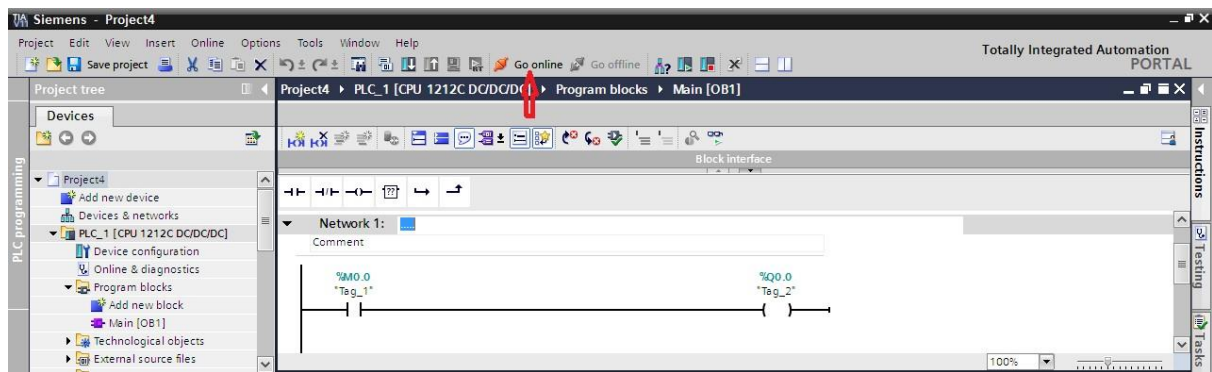 Siemens - Project4
Project Edit View Insert Online Options Tools Window Help
Totally Integrated Automation
PORTAL
Save project
Go online
Go offline
Project tree
Project4 PLC_1 [CPU 1212C DC/DC/DC] Program blocks Main [OB1]
Devices
Block interface
PLC programming
Project4
Add new device
Devices & networks
PLC_1 [CPU 1212C DC/DC/DC]
Device configuration
Online & diagnostics
Program blocks
Add new block
Main [OB1]
Technological objects
External source files
??
Network 1: .....
Comment
%M0.0
"Tag_1"
%Q0.0
"Tag_2"
100%
Instructions
Testing
Tasks